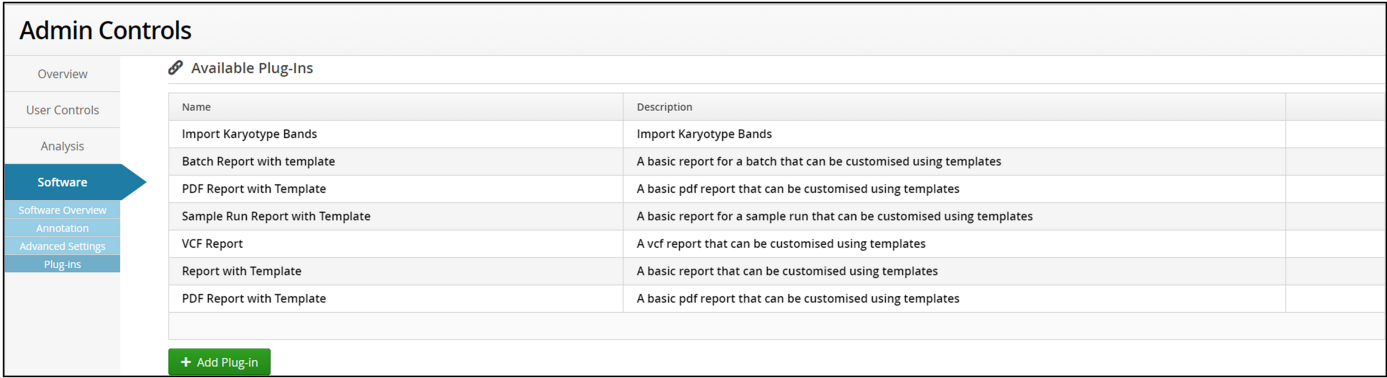 Admin Controls
Overview
User Controls
Analysis
Software
Software Overview
Annotation
Advanced Settings
Plug-ins
Available Plug-Ins
Name Description
Import Karyotype Bands Import Karyotype Bands
Batch Report with template A basic report for a batch that can be customised using templates
PDF Report with Template A basic pdf report that can be customised using templates
Sample Run Report with Template A basic report for a sample run that can be customised using templates
VCF Report A vcf report that can be customised using templates
Report with Template A basic report that can be customised using templates
PDF Report with Template A basic pdf report that can be customised using templates
+ Add Plug-in